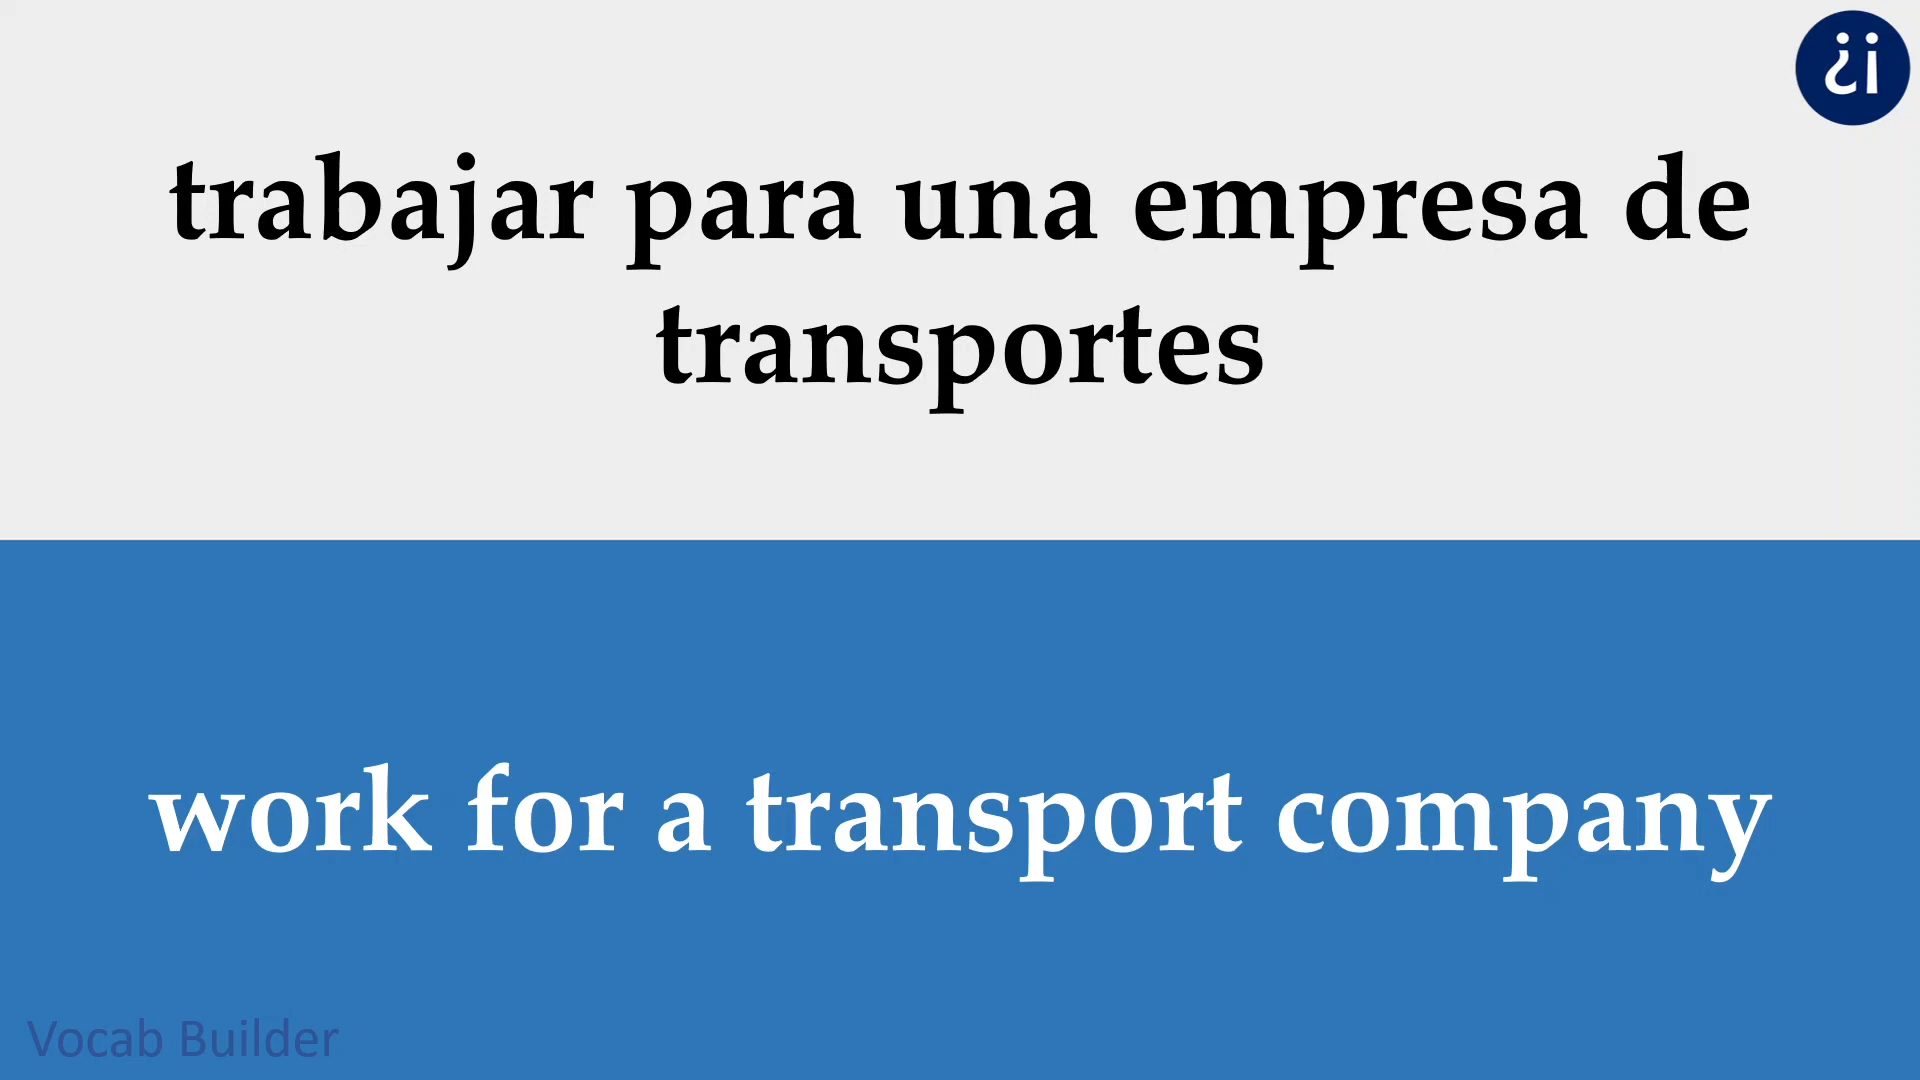 ¿¡
trabajar para una empresa de
transportes
work for a transport company
Vocab Builder